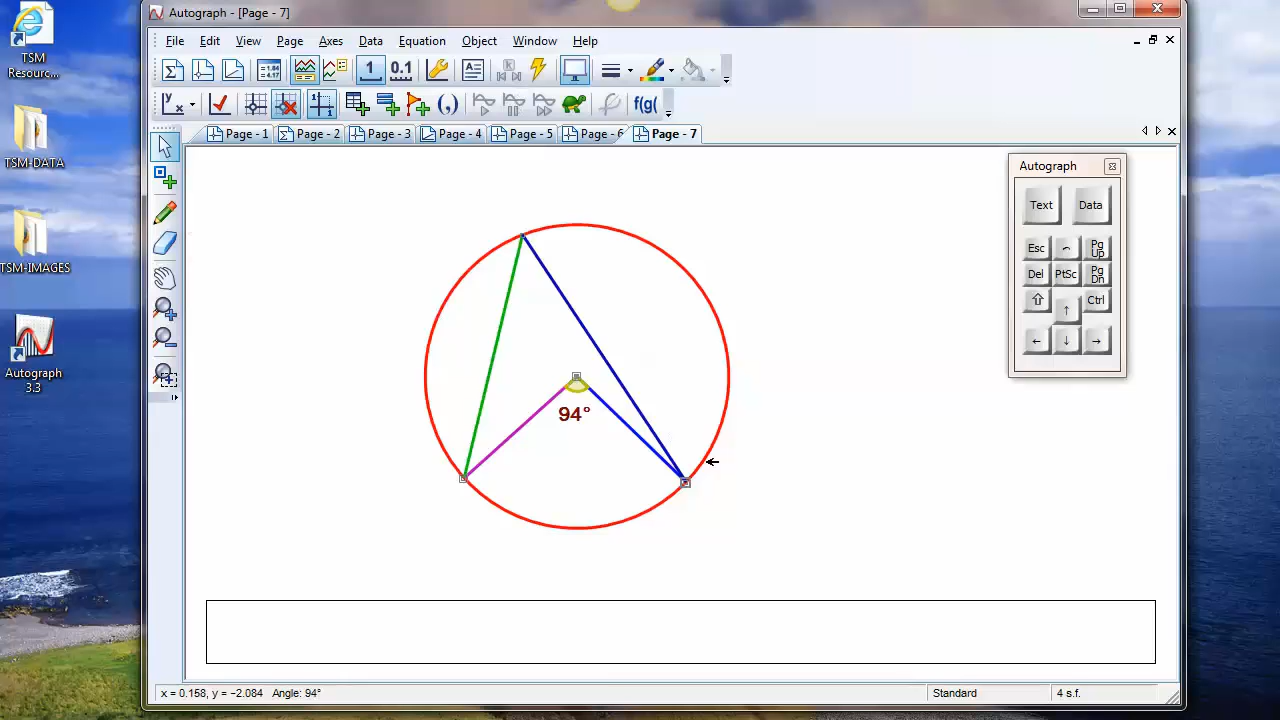 TSM
Resourc...
TSM-DATA
TSM-IMAGES
Autograph
3.3
Autograph - [Page - 7]
File Edit View Page Axes Data Equation Object Window Help
1 0.1 A
y x (,) f(g(
Page - 1 Page - 2 Page - 3 Page - 4 Page - 5 Page - 6 Page - 7
94°
Autograph
Text Data
Esc Pg Up
Del PtSc Pg Dn
Ctrl
x = 0.158, y = −2.084 Angle: 94° Standard 4 s.f.